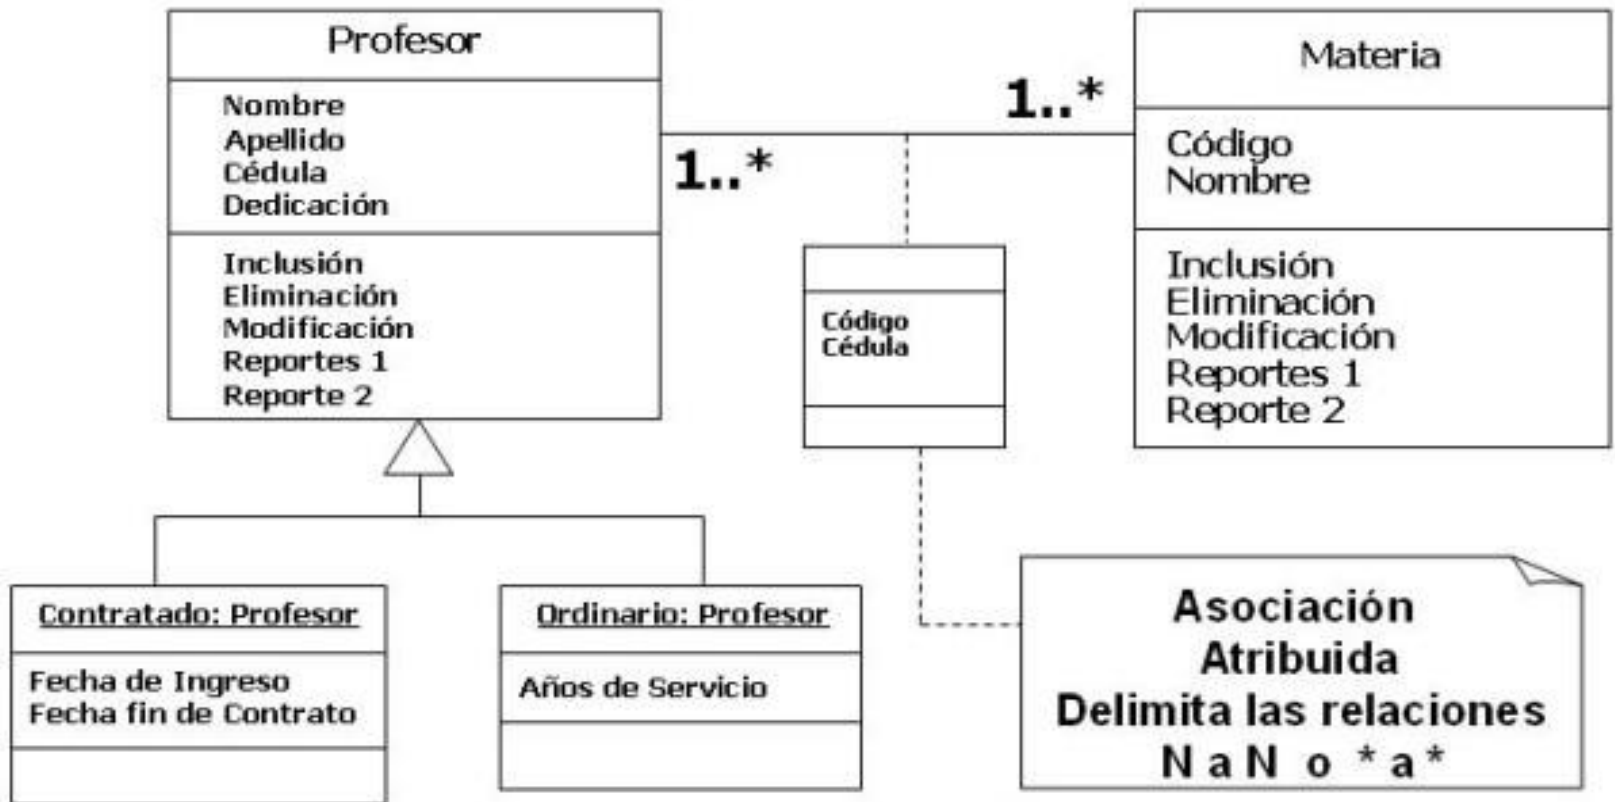 Profesor
Nombre
Apellido
Cédula
Dedicación
Inclusión
Eliminación
Modificación
Reportes 1
Reporte 2
1..*
1..*
Materia
Código
Nombre
Inclusión
Eliminación
Modificación
Reportes 1
Reporte 2
Código
Cédula
Contratado: Profesor
Fecha de Ingreso
Fecha fin de Contrato
Ordinario: Profesor
Años de Servicio
Asociación
Atribuida
Delimita las relaciones
N a N o * a *